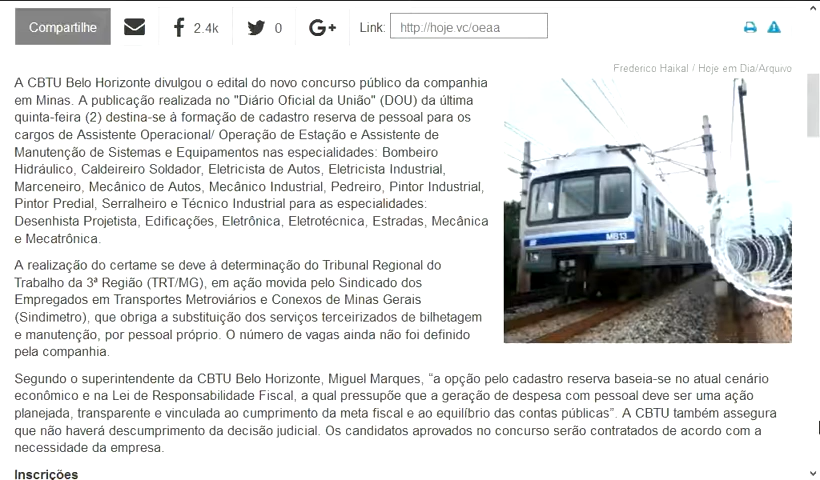 Compartilhe
2.4k
0
G+
Link:
http://hoje.vc/oeaa
Frederico Haikal / Hoje em Dia/Arquivo
A CBTU Belo Horizonte divulgou o edital do novo concurso público da companhia
em Minas. A publicação realizada no "Diário Oficial da União" (DOU) da última
quinta-feira (2) destina-se à formação de cadastro reserva de pessoal para os
cargos de Assistente Operacional/ Operação de Estação e Assistente de
Manutenção de Sistemas e Equipamentos nas especialidades: Bombeiro
Hidráulico, Caldeireiro Soldador, Eletricista de Autos, Eletricista Industrial,
Marceneiro, Mecânico de Autos, Mecânico Industrial, Pedreiro, Pintor Industrial,
Pintor Predial, Serralheiro e Técnico Industrial para as especialidades:
Desenhista Projetista, Edificações, Eletrônica, Eletrotécnica, Estradas, Mecânica
e Mecatrônica.
MB13
A realização do certame se deve à determinação do Tribunal Regional do
Trabalho da 3ª Região (TRT/MG), em ação movida pelo Sindicado dos
Empregados em Transportes Metroviários e Conexos de Minas Gerais
(Sindimetro), que obriga a substituição dos serviços terceirizados de bilhetagem
e manutenção, por pessoal próprio. O número de vagas ainda não foi definido
pela companhia.
Segundo o superintendente da CBTU Belo Horizonte, Miguel Marques, “a opção pelo cadastro reserva baseia-se no atual cenário
econômico e na Lei de Responsabilidade Fiscal, a qual pressupõe que a geração de despesa com pessoal deve ser uma ação
planejada, transparente e vinculada ao cumprimento da meta fiscal e ao equilíbrio das contas públicas”. A CBTU também assegura
que não haverá descumprimento da decisão judicial. Os candidatos aprovados no concurso serão contratados de acordo com a
necessidade da empresa.
Inscrições